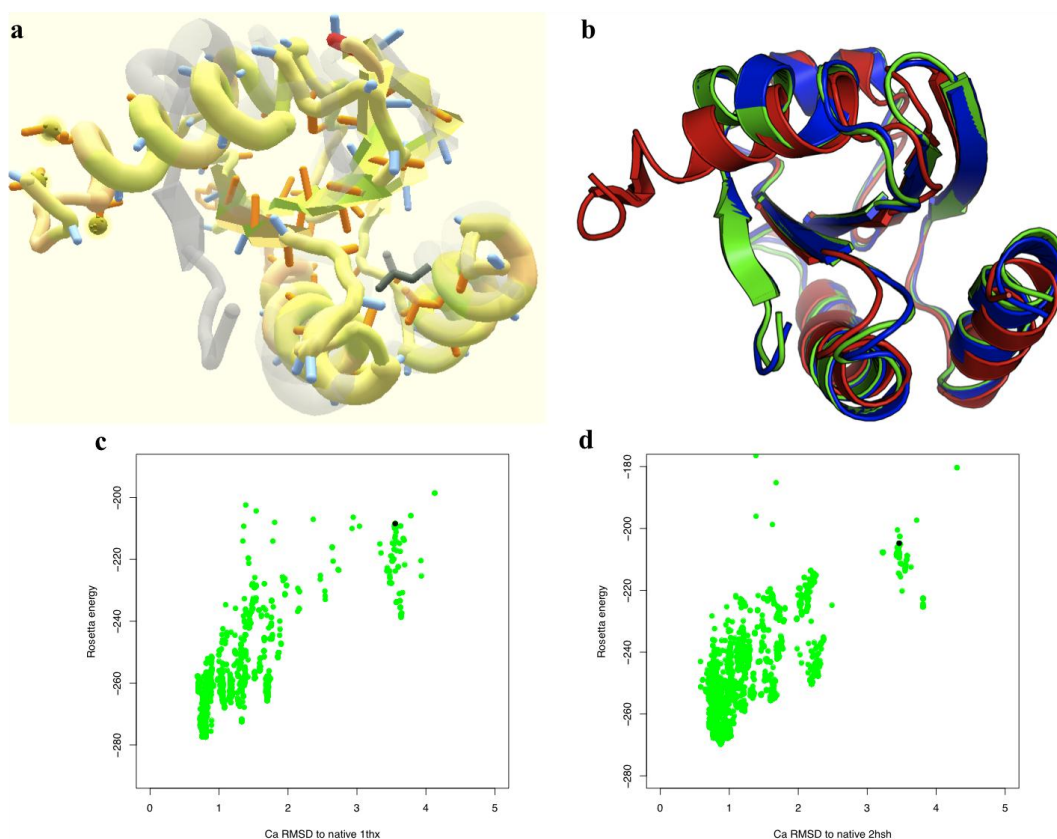 a
b
c
d
Rosetta energy
−200
−220
−240
−260
−280
0 1 2 3 4 5
Ca RMSD to native 1thx
Rosetta energy
−180
−200
−220
−240
−260
−280
0 1 2 3 4 5
Ca RMSD to native 2hsh